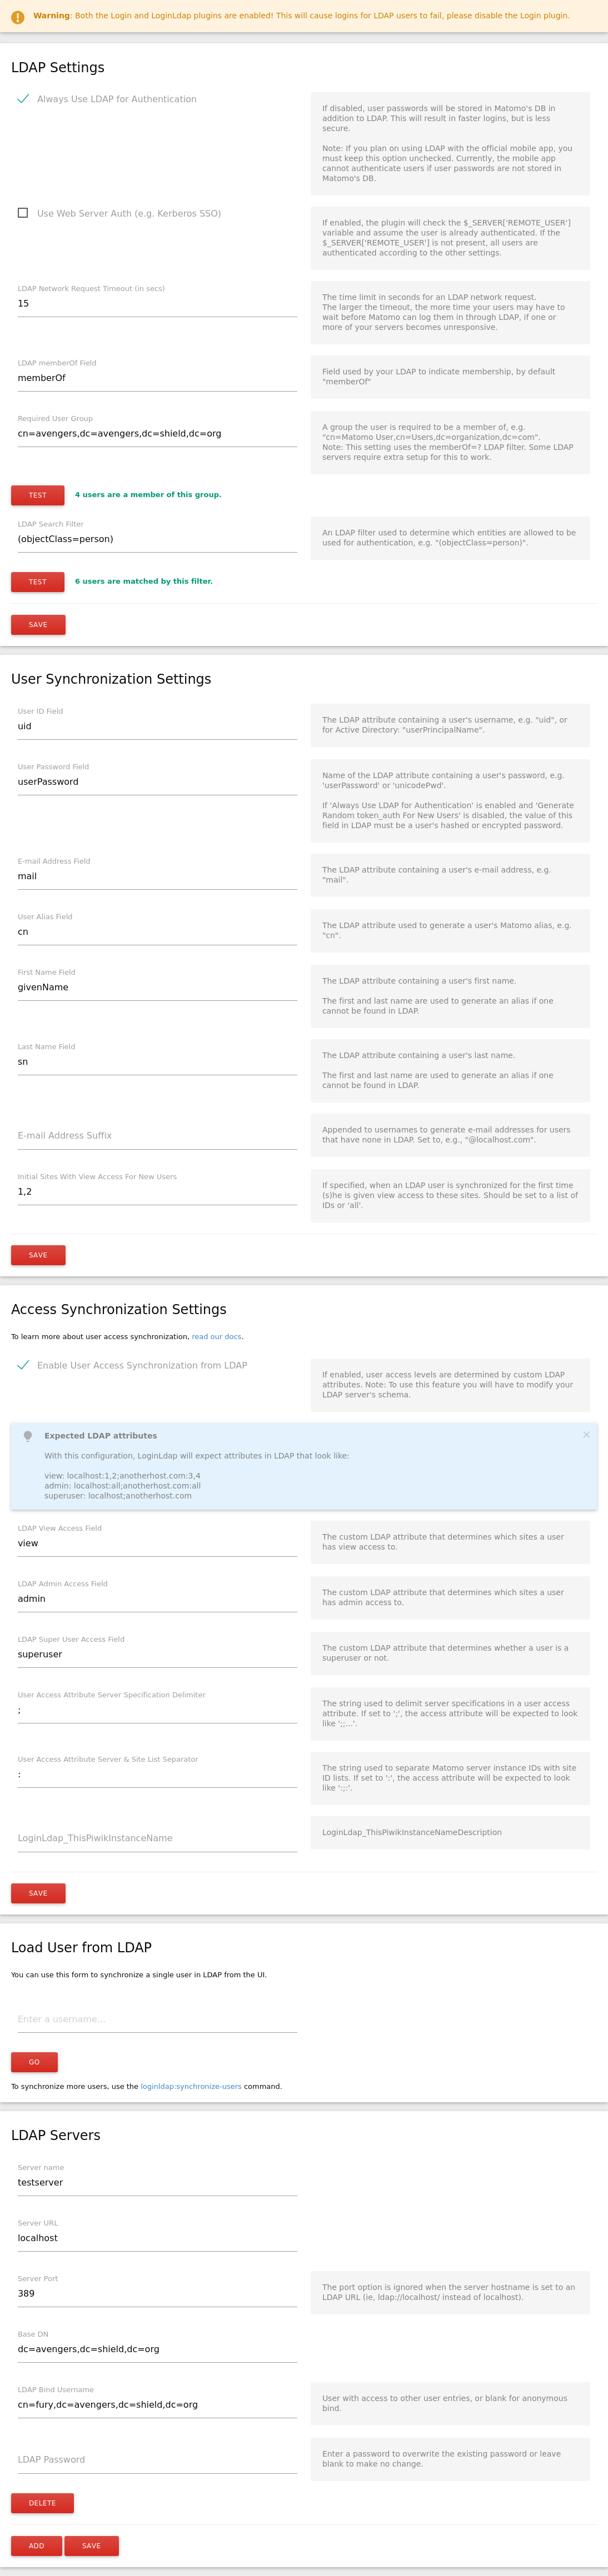 Warning: Both the Login and LoginLdap plugins are enabled! This will cause logins for LDAP users to fail, please disable the Login plugin.
LDAP Settings
Always Use LDAP for Authentication
If disabled, user passwords will be stored in Matomo's DB in
addition to LDAP. This will result in faster logins, but is less
secure.
Note: If you plan on using LDAP with the official mobile app, you
must keep this option unchecked. Currently, the mobile app
cannot authenticate users if user passwords are not stored in
Matomo's DB.
Use Web Server Auth (e.g. Kerberos SSO)
If enabled, the plugin will check the $_SERVER['REMOTE_USER']
variable and assume the user is already authenticated. If the
$_SERVER['REMOTE_USER'] is not present, all users are
authenticated according to the other settings.
LDAP Network Request Timeout (in secs)
15
The time limit in seconds for an LDAP network request.
The larger the timeout, the more time your users may have to
wait before Matomo can log them in through LDAP, if one or
more of your servers becomes unresponsive.
LDAP memberOf Field
memberOf
Field used by your LDAP to indicate membership, by default
"memberOf"
Required User Group
cn=avengers,dc=avengers,dc=shield,dc=org
A group the user is required to be a member of, e.g.
"cn=Matomo User,cn=Users,dc=organization,dc=com".
Note: This setting uses the memberOf=? LDAP filter. Some LDAP
servers require extra setup for this to work.
TEST 4 users are a member of this group.
LDAP Search Filter
(objectClass=person)
An LDAP filter used to determine which entities are allowed to be
used for authentication, e.g. "(objectClass=person)".
TEST 6 users are matched by this filter.
SAVE
User Synchronization Settings
User ID Field
uid
The LDAP attribute containing a user's username, e.g. "uid", or
for Active Directory: "userPrincipalName".
User Password Field
userPassword
Name of the LDAP attribute containing a user's password, e.g.
'userPassword' or 'unicodePwd'.
If 'Always Use LDAP for Authentication' is enabled and 'Generate
Random token_auth For New Users' is disabled, the value of this
field in LDAP must be a user's hashed or encrypted password.
E-mail Address Field
mail
The LDAP attribute containing a user's e-mail address, e.g.
"mail".
User Alias Field
cn
The LDAP attribute used to generate a user's Matomo alias, e.g.
"cn".
First Name Field
givenName
The LDAP attribute containing a user's first name.
The first and last name are used to generate an alias if one
cannot be found in LDAP.
Last Name Field
sn
The LDAP attribute containing a user's last name.
The first and last name are used to generate an alias if one
cannot be found in LDAP.
E-mail Address Suffix
Appended to usernames to generate e-mail addresses for users
that have none in LDAP. Set to, e.g., "@localhost.com".
Initial Sites With View Access For New Users
1,2
If specified, when an LDAP user is synchronized for the first time
(s)he is given view access to these sites. Should be set to a list of
IDs or 'all'.
SAVE
Access Synchronization Settings
To learn more about user access synchronization, read our docs.
Enable User Access Synchronization from LDAP
If enabled, user access levels are determined by custom LDAP
attributes. Note: To use this feature you will have to modify your
LDAP server's schema.
Expected LDAP attributes
With this configuration, LoginLdap will expect attributes in LDAP that look like:
view: localhost:1,2;anotherhost.com:3,4
admin: localhost:all;anotherhost.com:all
superuser: localhost;anotherhost.com
LDAP View Access Field
view
The custom LDAP attribute that determines which sites a user
has view access to.
LDAP Admin Access Field
admin
The custom LDAP attribute that determines which sites a user
has admin access to.
LDAP Super User Access Field
superuser
The custom LDAP attribute that determines whether a user is a
superuser or not.
User Access Attribute Server Specification Delimiter
;
The string used to delimit server specifications in a user access
attribute. If set to ';', the access attribute will be expected to look
like ';;...'.
User Access Attribute Server & Site List Separator
:
The string used to separate Matomo server instance IDs with site
ID lists. If set to ':', the access attribute will be expected to look
like ':;:'.
LoginLdap_ThisPiwikInstanceName
LoginLdap_ThisPiwikInstanceNameDescription
SAVE
Load User from LDAP
You can use this form to synchronize a single user in LDAP from the UI.
Enter a username...
GO
To synchronize more users, use the loginldap:synchronize-users command.
LDAP Servers
Server name
testserver
Server URL
localhost
Server Port
389
The port option is ignored when the server hostname is set to an
LDAP URL (ie, ldap://localhost/ instead of localhost).
Base DN
dc=avengers,dc=shield,dc=org
LDAP Bind Username
cn=fury,dc=avengers,dc=shield,dc=org
User with access to other user entries, or blank for anonymous
bind.
LDAP Password
Enter a password to overwrite the existing password or leave
blank to make no change.
DELETE
ADD SAVE